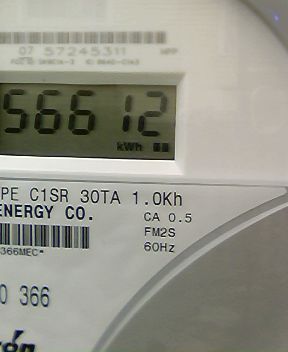 07 57245311 MPP
56612
kWh
PE C1SR 30TA 1.0Kh
ENERGY CO. CA 0.5
FM2S
366MEC* 60Hz
0 366